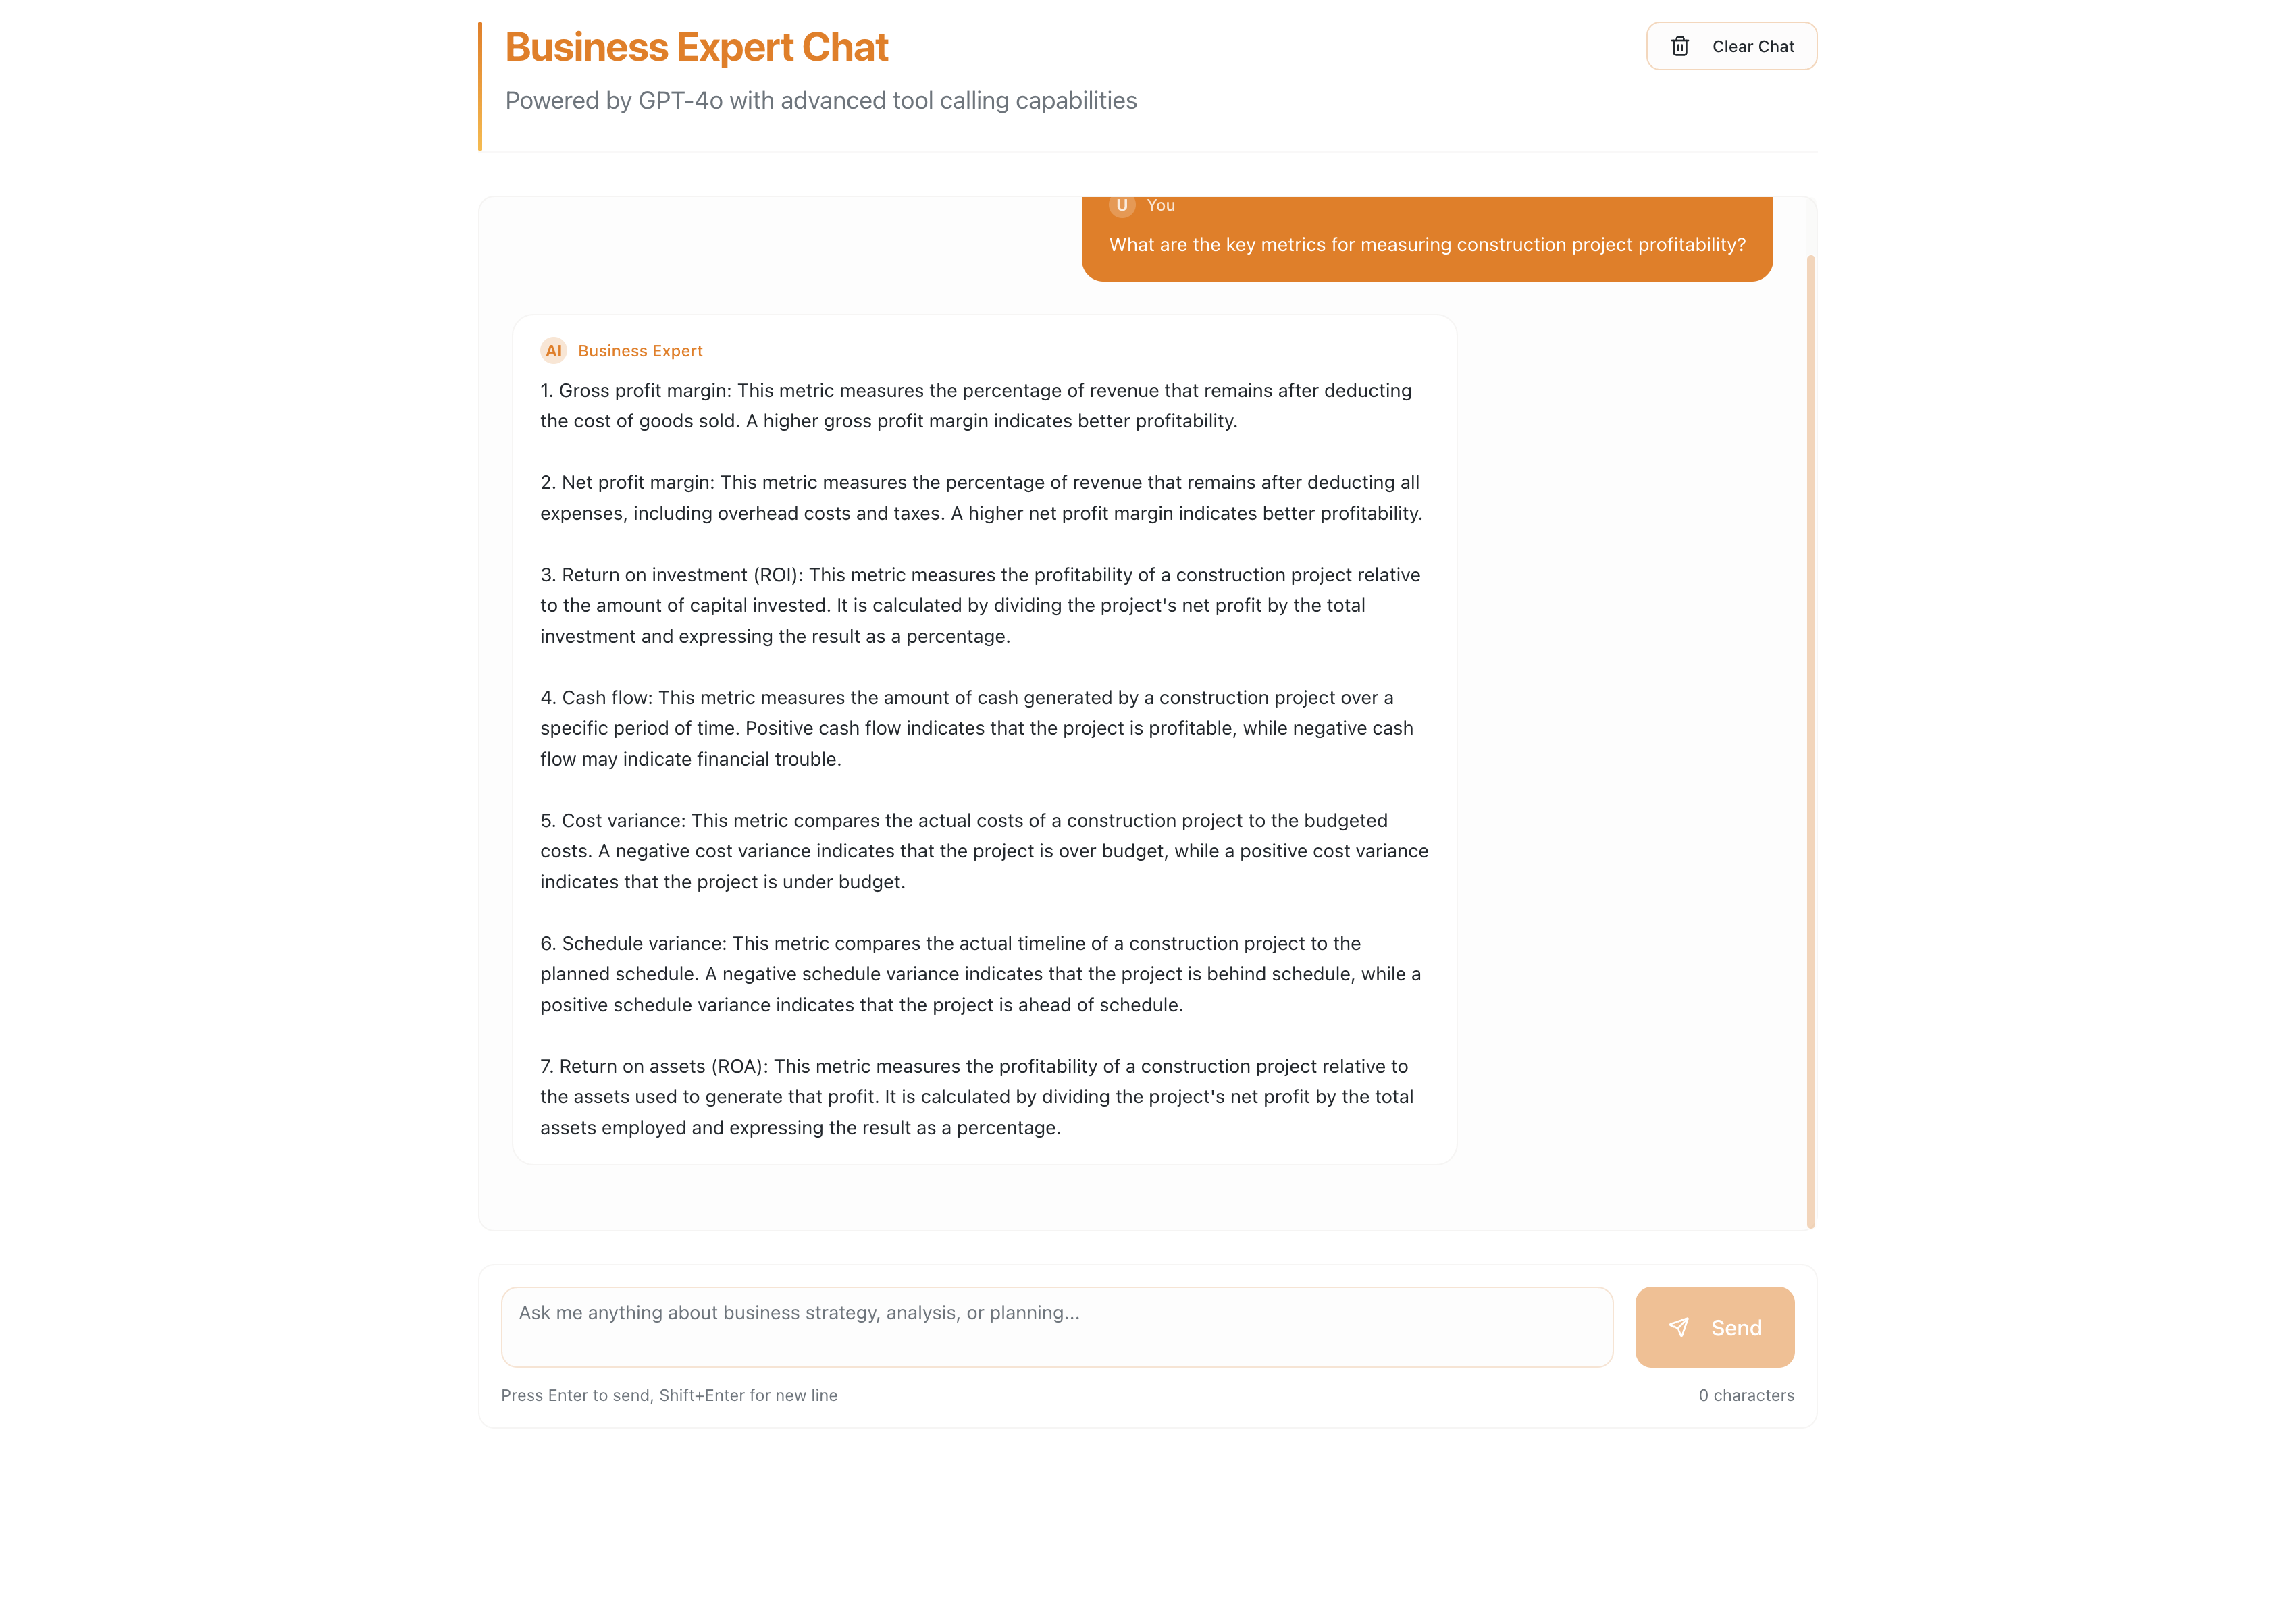 Business Expert Chat
Clear Chat
Powered by GPT-4o with advanced tool calling capabilities
U You
What are the key metrics for measuring construction project profitability?
AI Business Expert
1. Gross profit margin: This metric measures the percentage of revenue that remains after deducting
the cost of goods sold. A higher gross profit margin indicates better profitability.
2. Net profit margin: This metric measures the percentage of revenue that remains after deducting all
expenses, including overhead costs and taxes. A higher net profit margin indicates better profitability.
3. Return on investment (ROI): This metric measures the profitability of a construction project relative
to the amount of capital invested. It is calculated by dividing the project's net profit by the total
investment and expressing the result as a percentage.
4. Cash flow: This metric measures the amount of cash generated by a construction project over a
specific period of time. Positive cash flow indicates that the project is profitable, while negative cash
flow may indicate financial trouble.
5. Cost variance: This metric compares the actual costs of a construction project to the budgeted
costs. A negative cost variance indicates that the project is over budget, while a positive cost variance
indicates that the project is under budget.
6. Schedule variance: This metric compares the actual timeline of a construction project to the
planned schedule. A negative schedule variance indicates that the project is behind schedule, while a
positive schedule variance indicates that the project is ahead of schedule.
7. Return on assets (ROA): This metric measures the profitability of a construction project relative to
the assets used to generate that profit. It is calculated by dividing the project's net profit by the total
assets employed and expressing the result as a percentage.
Ask me anything about business strategy, analysis, or planning...
Send
Press Enter to send, Shift+Enter for new line
0 characters